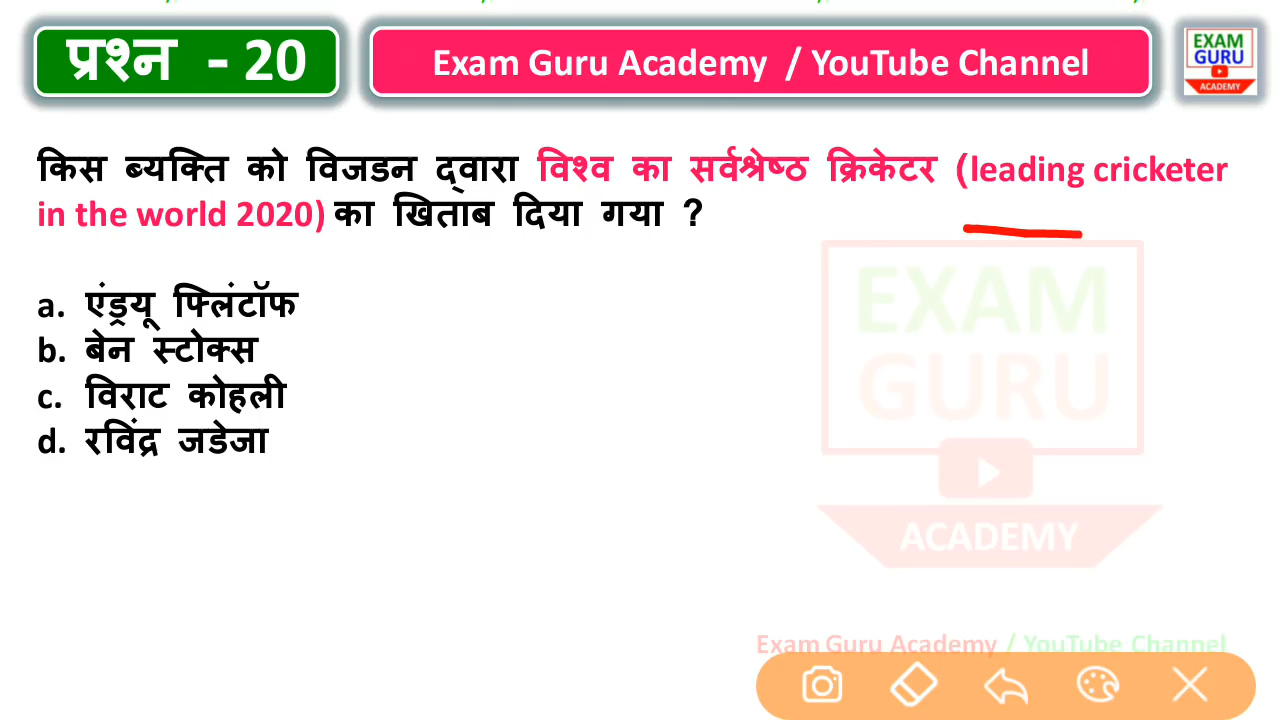 प्रश्न - 20
Exam Guru Academy / YouTube Channel
EXAM
GURU
ACADEMY
किस ब्यक्ति को विजडन द्वारा विश्व का सर्वश्रेष्ठ क्रिकेटर (leading cricketer
in the world 2020) का खिताब दिया गया ?
a. एंड्रयू फ्लिंटॉफ
b. बेन स्टोक्स
c. विराट कोहली
d. रविंद्र जडेजा
EXAM
GURU
ACADEMY
Exam Guru Academy / YouTube Channel